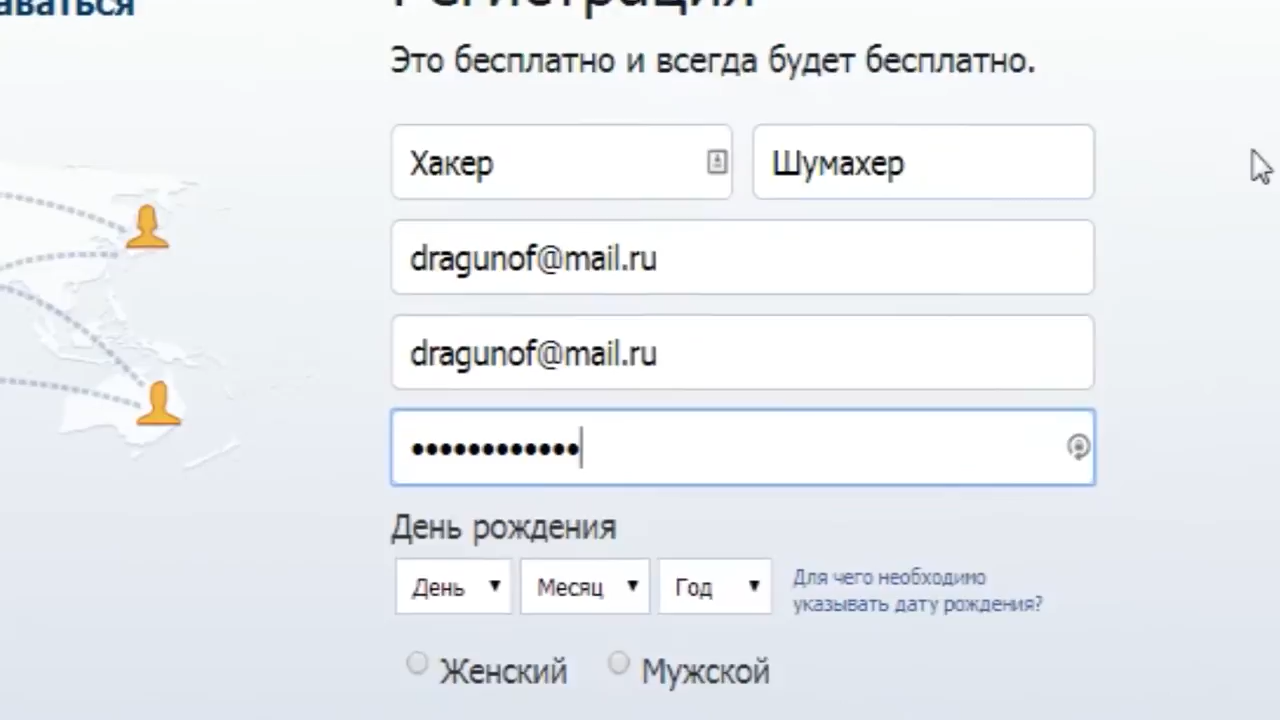 аваться
Регистрация
Это бесплатно и всегда будет бесплатно.
Хакер Шумахер
dragunof@mail.ru
dragunof@mail.ru
••••••••••••
День рождения
День Месяц Год Для чего необходимо
указывать дату рождения?
Женский Мужской